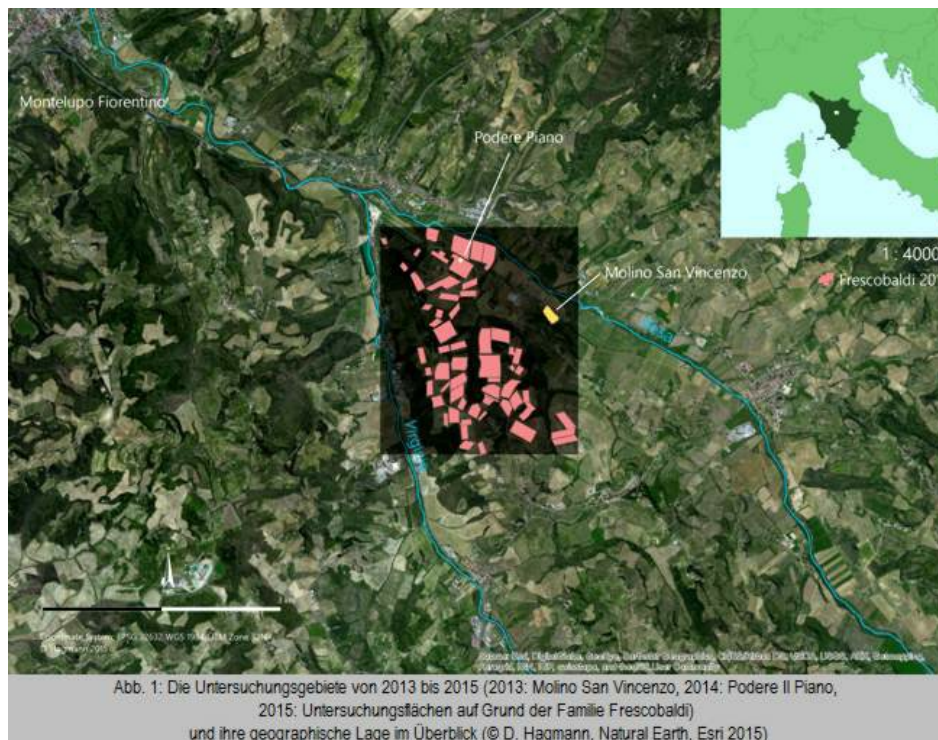 Montelupo Fiorentino
Podere Piano
1 : 4000
Frescobaldi 20
Molino San Vincenzo
Pesa
Virginio
Abb. 1: Die Untersuchungsgebiete von 2013 bis 2015 (2013: Molino San Vincenzo, 2014: Podere Il Piano,
2015: Untersuchungsflächen auf Grund der Familie Frescobaldi)
und ihre geographische Lage im Überblick (© D. Hagmann, Natural Earth, Esri 2015)